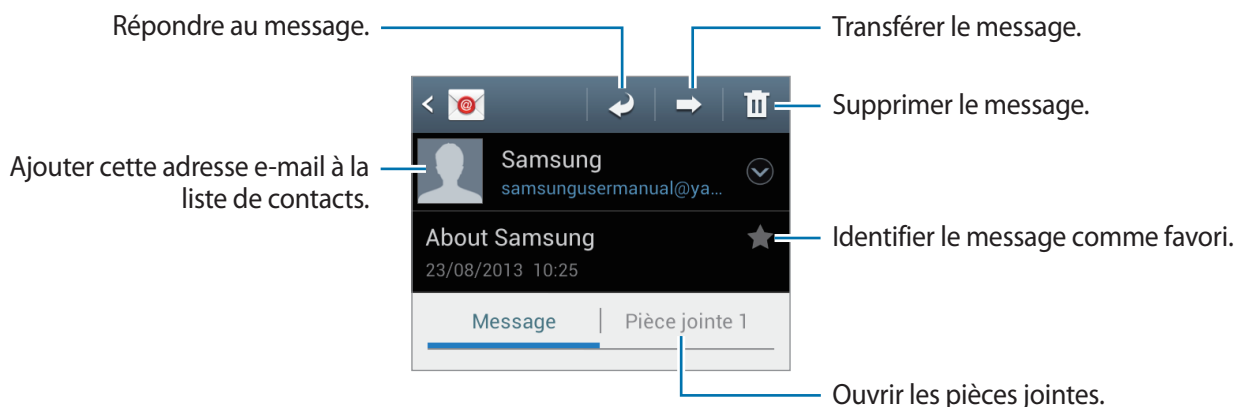 Répondre au message.
Transférer le message.
Supprimer le message.
Ajouter cette adresse e-mail à la
liste de contacts.
Samsung
samsungusermanual@ya...
About Samsung
23/08/2013 10:25
Identifier le message comme favori.
Message
Pièce jointe 1
Ouvrir les pièces jointes.